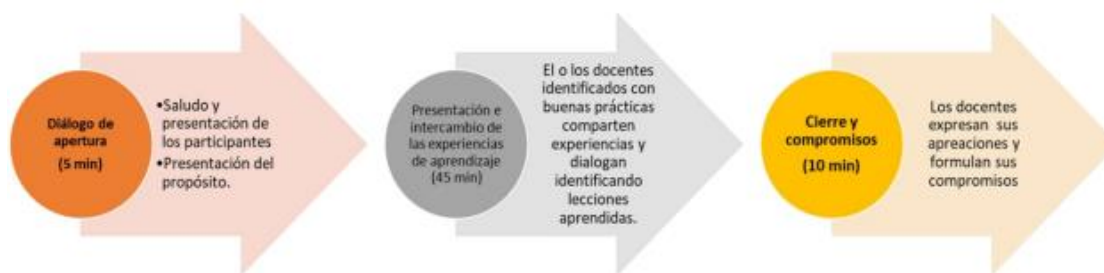 Diálogo de
apertura
(5 min)
•Saludo y
presentación de
los participantes
•Presentación del
propósito.
Presentación e
intercambio de
las experiencias
de aprendizaje
(45 min)
El o los docentes
identificados con
buenas prácticas
comparten
experiencias y
dialogan
identificando
lecciones
aprendidas.
Cierre y
compromisos
(10 min)
Los docentes
expresan sus
apreaciones y
formulan sus
compromisos